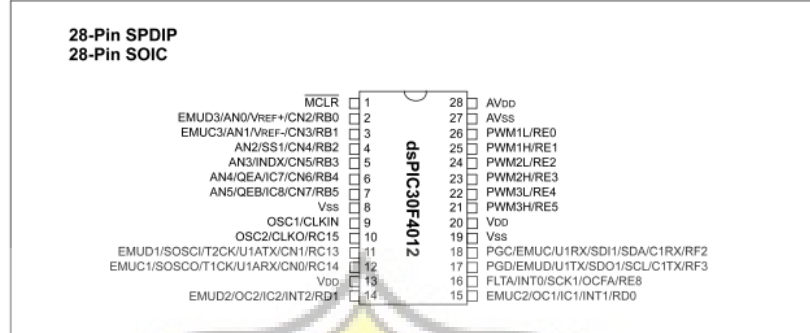 28-Pin SPDIP
28-Pin SOIC
MCLR 1 28 AVDD
EMUD3/AN0/VREF+/CN2/RB0 2 27 AVSS
EMUC3/AN1/VREF-/CN3/RB1 3 26 PWM1L/RE0
AN2/SS1/CN4/RB2 4 25 PWM1H/RE1
AN3/INDX/CN5/RB3 5 24 PWM2L/RE2
AN4/QEA/IC7/CN6/RB4 6 23 PWM2H/RE3
AN5/QEB/IC8/CN7/RB5 7 22 PWM3L/RE4
VSS 8 21 PWM3H/RE5
OSC1/CLKIN 9 20 VDD
OSC2/CLKO/RC15 10 19 VSS
EMUD1/SOSCI/T2CK/U1ATX/CN1/RC13 11 18 PGC/EMUC/U1RX/SDI1/SDA/C1RX/RF2
EMUC1/SOSCO/T1CK/U1ARX/CN0/RC14 12 17 PGD/EMUD/U1TX/SDO1/SCL/C1TX/RF3
VDD 13 16 FLTA/INT0/SCK1/OCFA/RE8
EMUD2/OC2/IC2/INT2/RD1 14 15 EMUC2/OC1/IC1/INT1/RD0
dsPIC30F4012